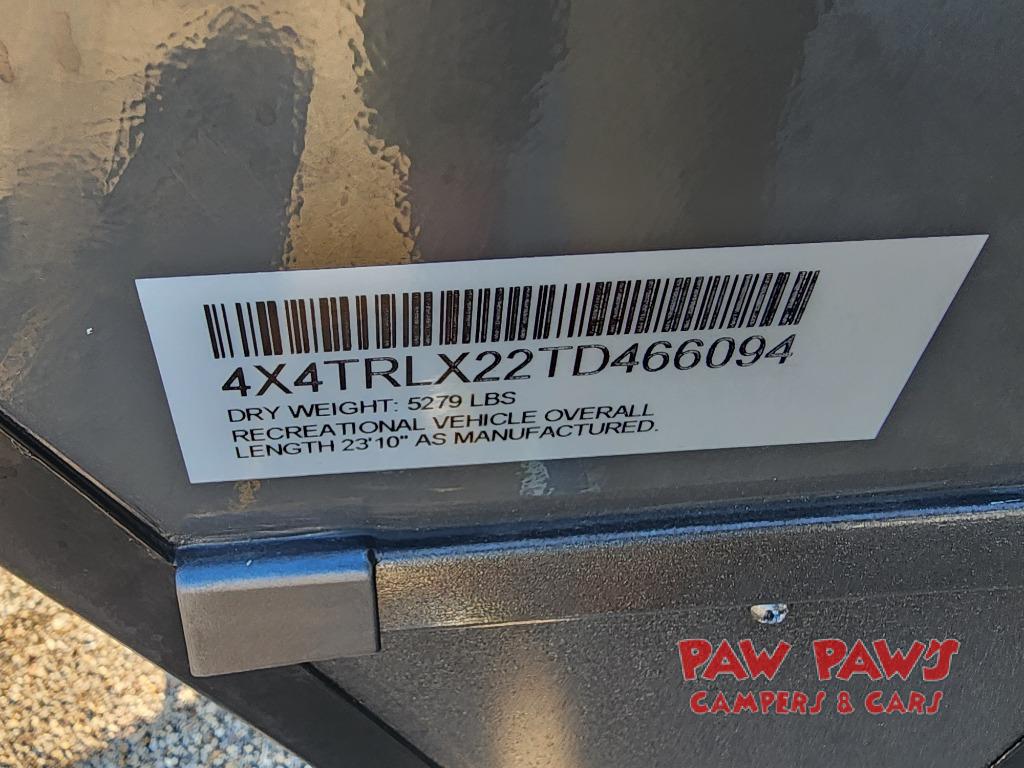 4X4TRLX22TD466094
DRY WEIGHT: 5279 LBS
RECREATIONAL VEHICLE OVERALL
LENGTH 23'10" AS MANUFACTURED.
PAW PAW'S
CAMPERS & CARS